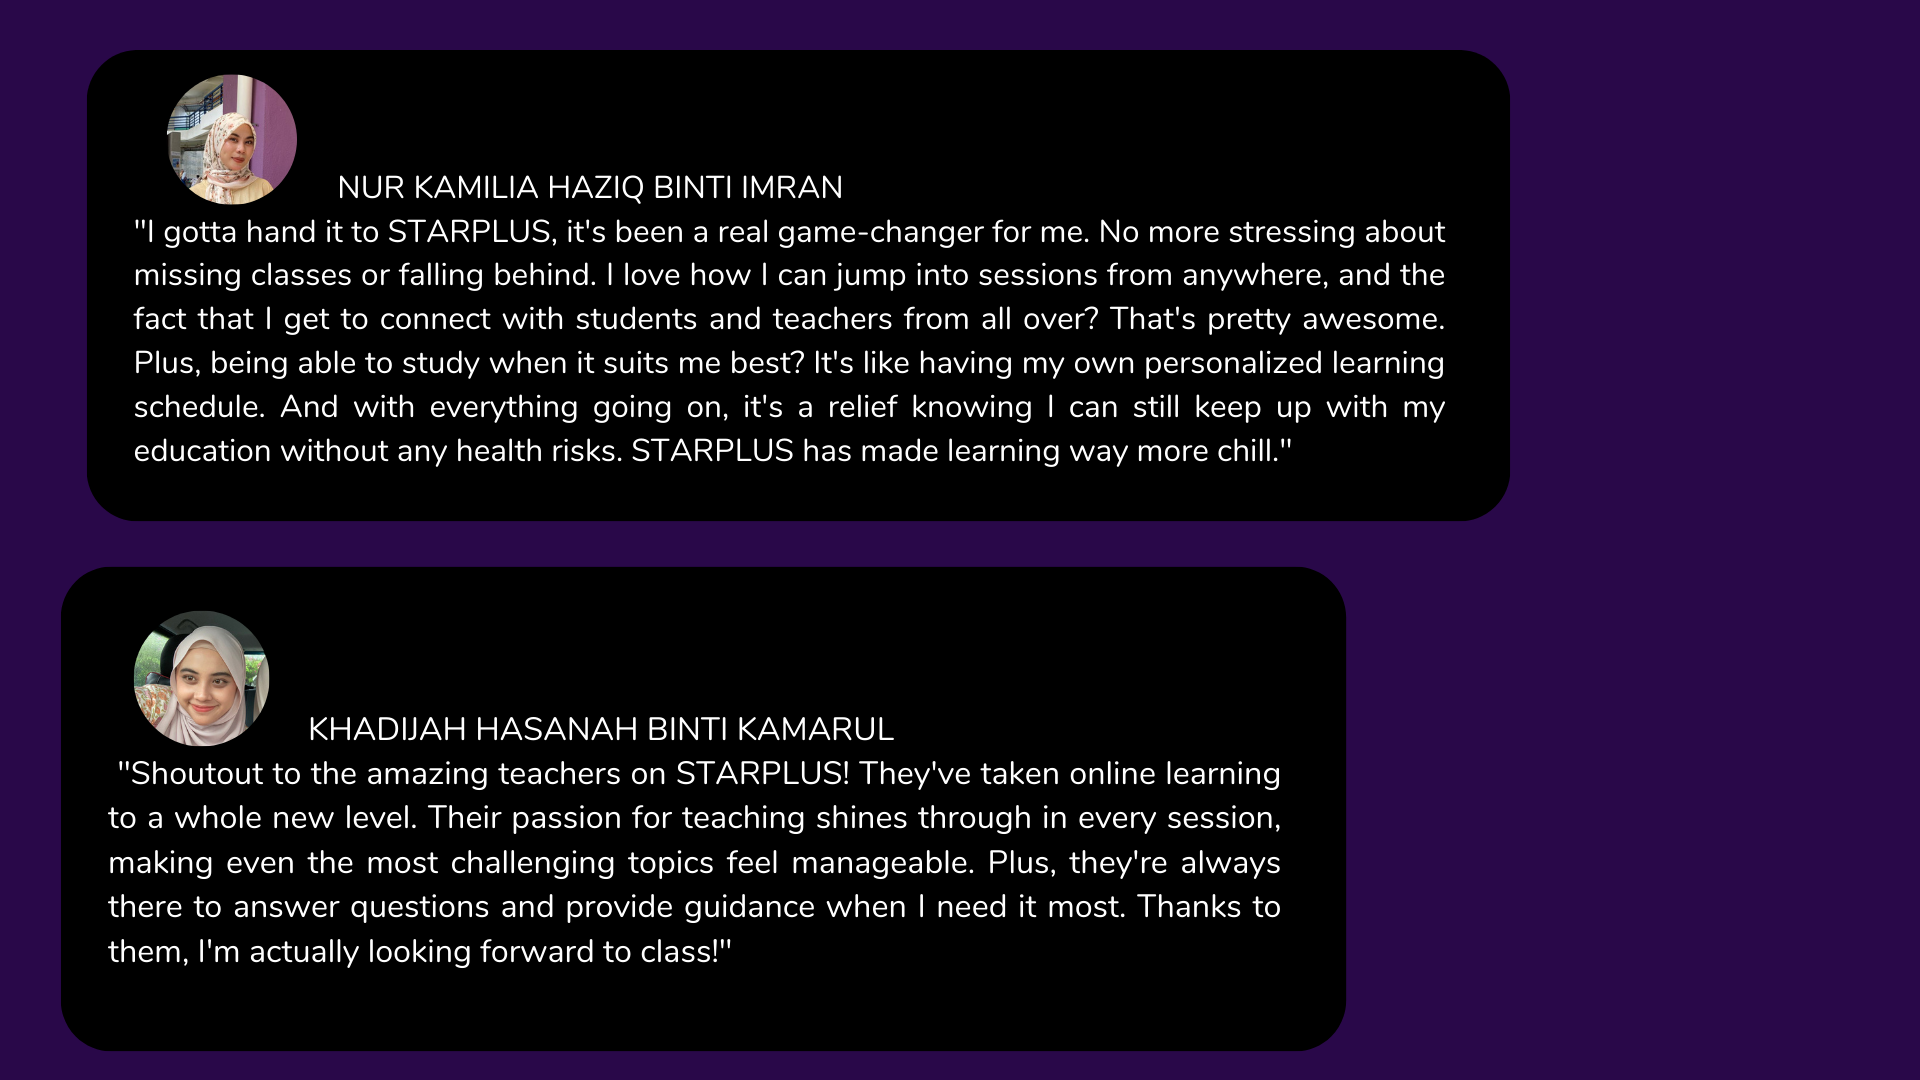 NUR KAMILIA HAZIQ BINTI IMRAN
"I gotta hand it to STARPLUS, it's been a real game-changer for me. No more stressing about
missing classes or falling behind. I love how I can jump into sessions from anywhere, and the
fact that I get to connect with students and teachers from all over? That's pretty awesome.
Plus, being able to study when it suits me best? It's like having my own personalized learning
schedule. And with everything going on, it's a relief knowing I can still keep up with my
education without any health risks. STARPLUS has made learning way more chill."
KHADIJAH HASANAH BINTI KAMARUL
"Shoutout to the amazing teachers on STARPLUS! They've taken online learning
to a whole new level. Their passion for teaching shines through in every session,
making even the most challenging topics feel manageable. Plus, they're always
there to answer questions and provide guidance when I need it most. Thanks to
them, I'm actually looking forward to class!"